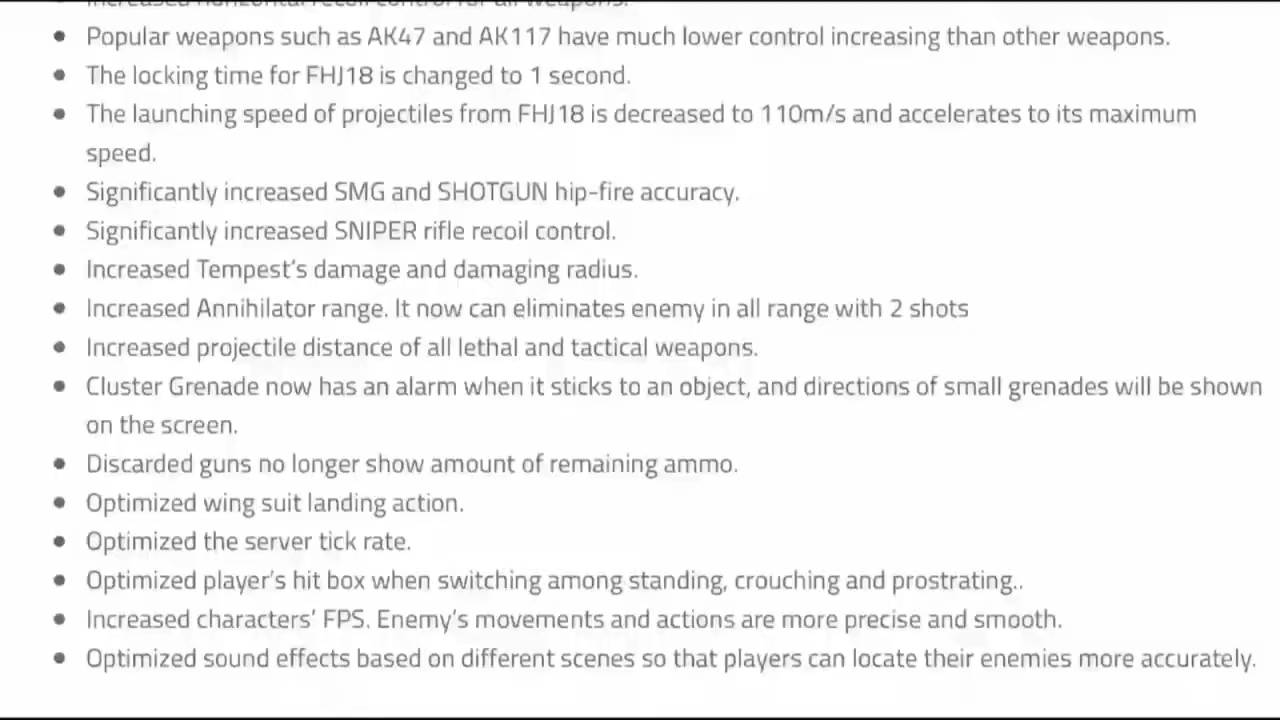 Increased horizontal recoil control for all weapons.
• Popular weapons such as AK47 and AK117 have much lower control increasing than other weapons.
• The locking time for FHJ18 is changed to 1 second.
• The launching speed of projectiles from FHJ18 is decreased to 110m/s and accelerates to its maximum
speed.
• Significantly increased SMG and SHOTGUN hip-fire accuracy.
• Significantly increased SNIPER rifle recoil control.
• Increased Tempest's damage and damaging radius.
• Increased Annihilator range. It now can eliminates enemy in all range with 2 shots
• Increased projectile distance of all lethal and tactical weapons.
• Cluster Grenade now has an alarm when it sticks to an object, and directions of small grenades will be shown
on the screen.
• Discarded guns no longer show amount of remaining ammo.
• Optimized wing suit landing action.
• Optimized the server tick rate.
• Optimized player's hit box when switching among standing, crouching and prostrating..
• Increased characters' FPS. Enemy's movements and actions are more precise and smooth.
• Optimized sound effects based on different scenes so that players can locate their enemies more accurately.